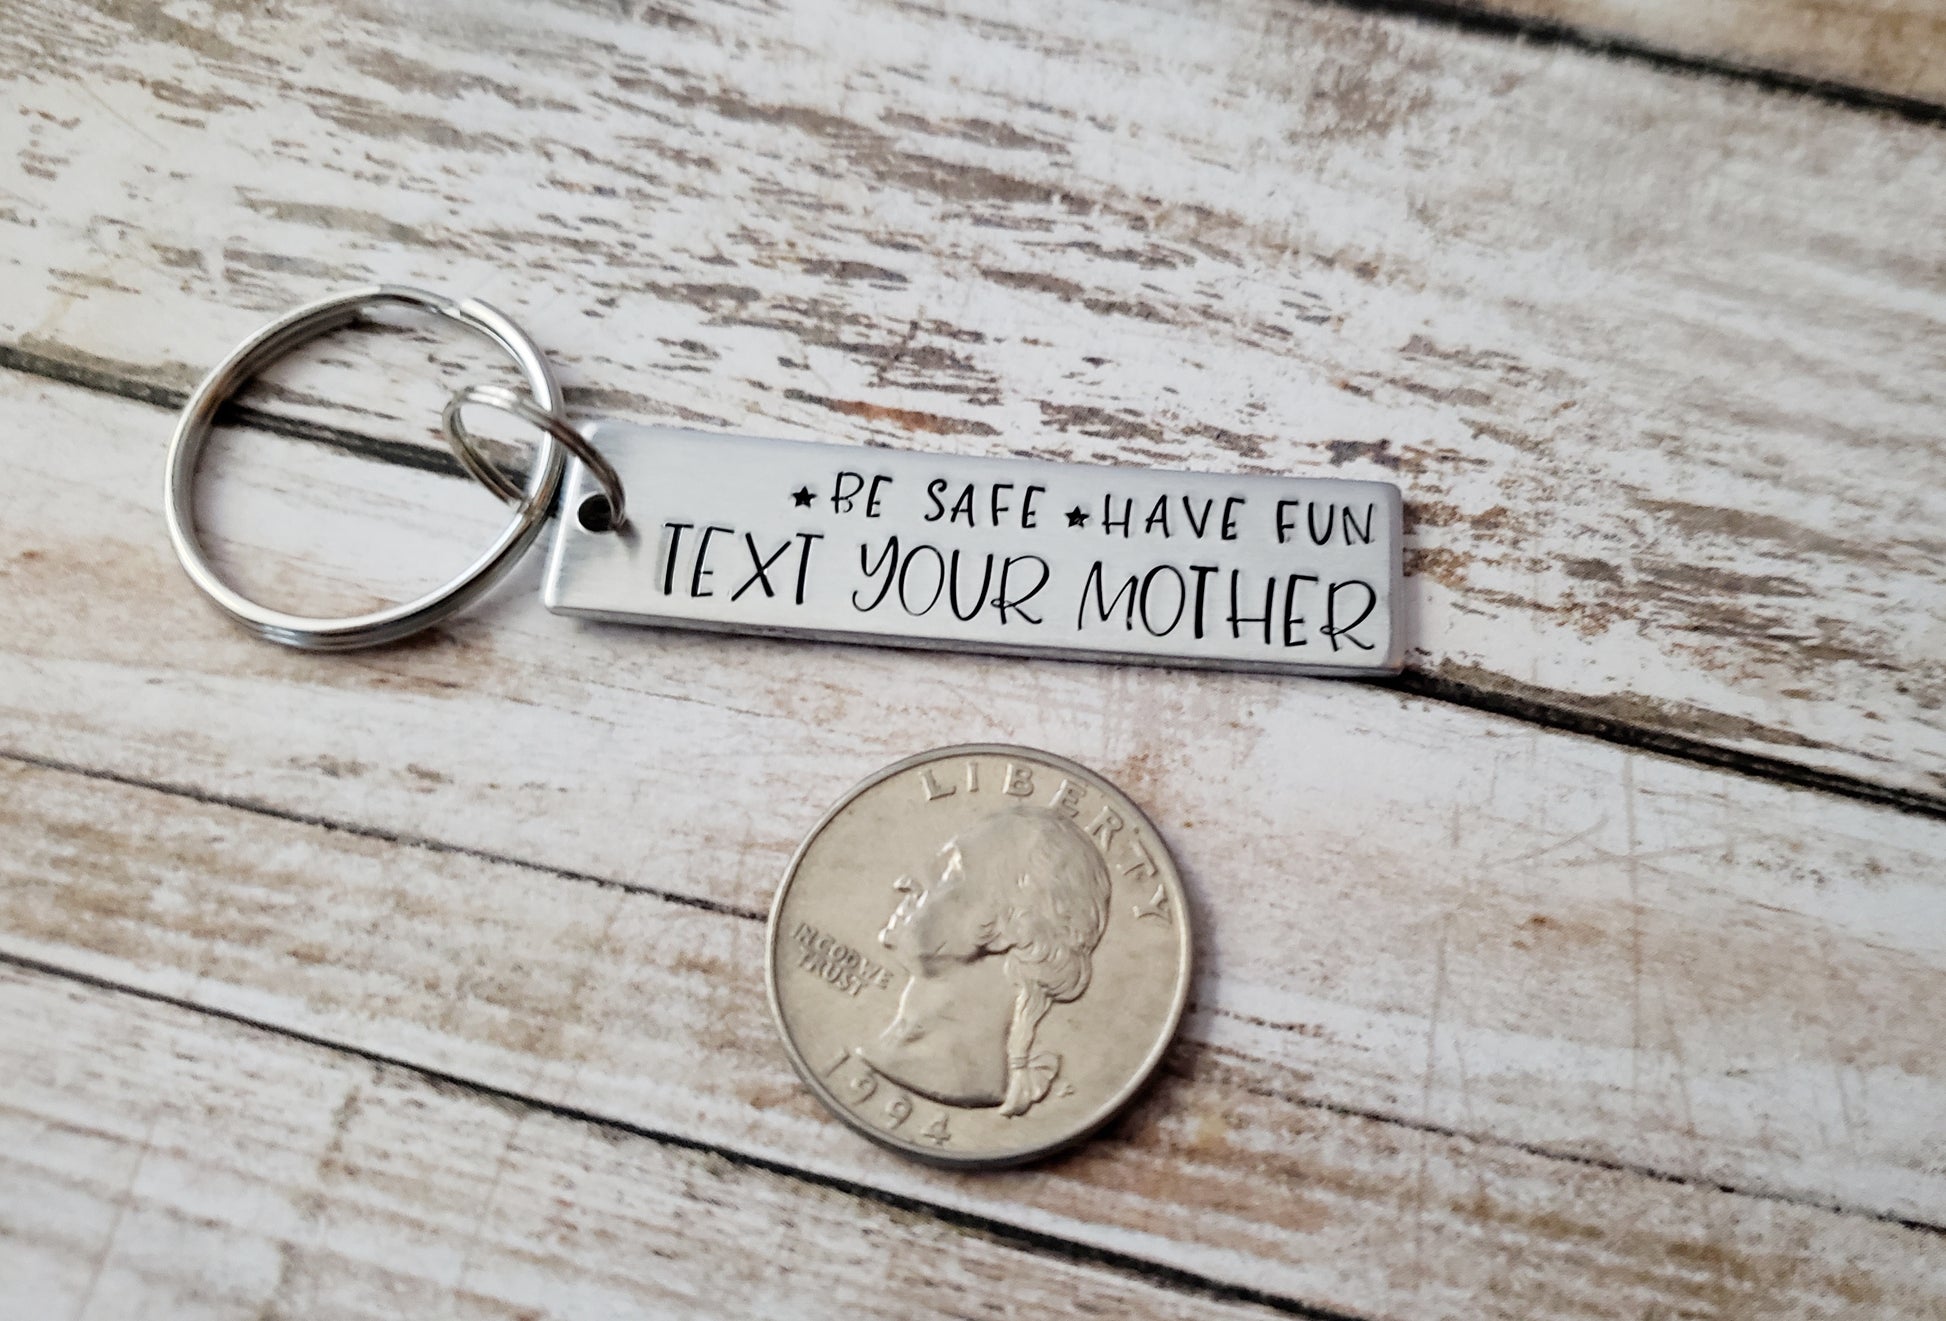 ★BE SAFE ★HAVE FUN
TEXT YOUR MOTHER
LIBERTY
IN GOD WE
TRUST
1994